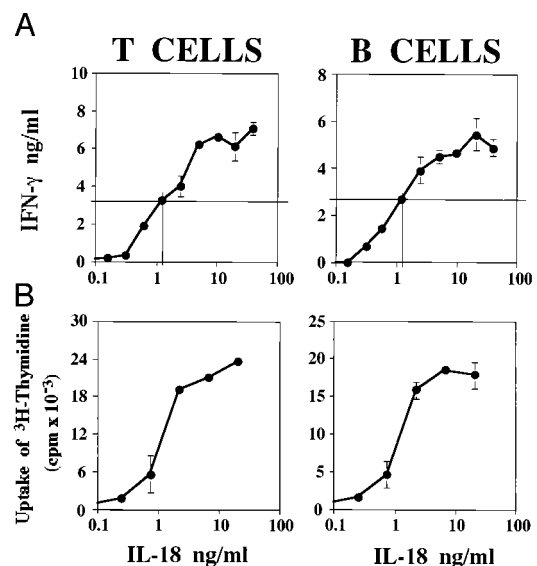 A
T CELLS
B CELLS
IFN-γ ng/ml
10
8
6
4
2
0
0.1 1 10 100
8
6
4
2
0
0.1 1 10 100
B
Uptake of ³H-Thymidine
(cpm x 10⁻³)
30
24
18
12
6
0
0.1 1 10 100
25
20
15
10
5
0
0.1 1 10 100
IL-18 ng/ml
IL-18 ng/ml